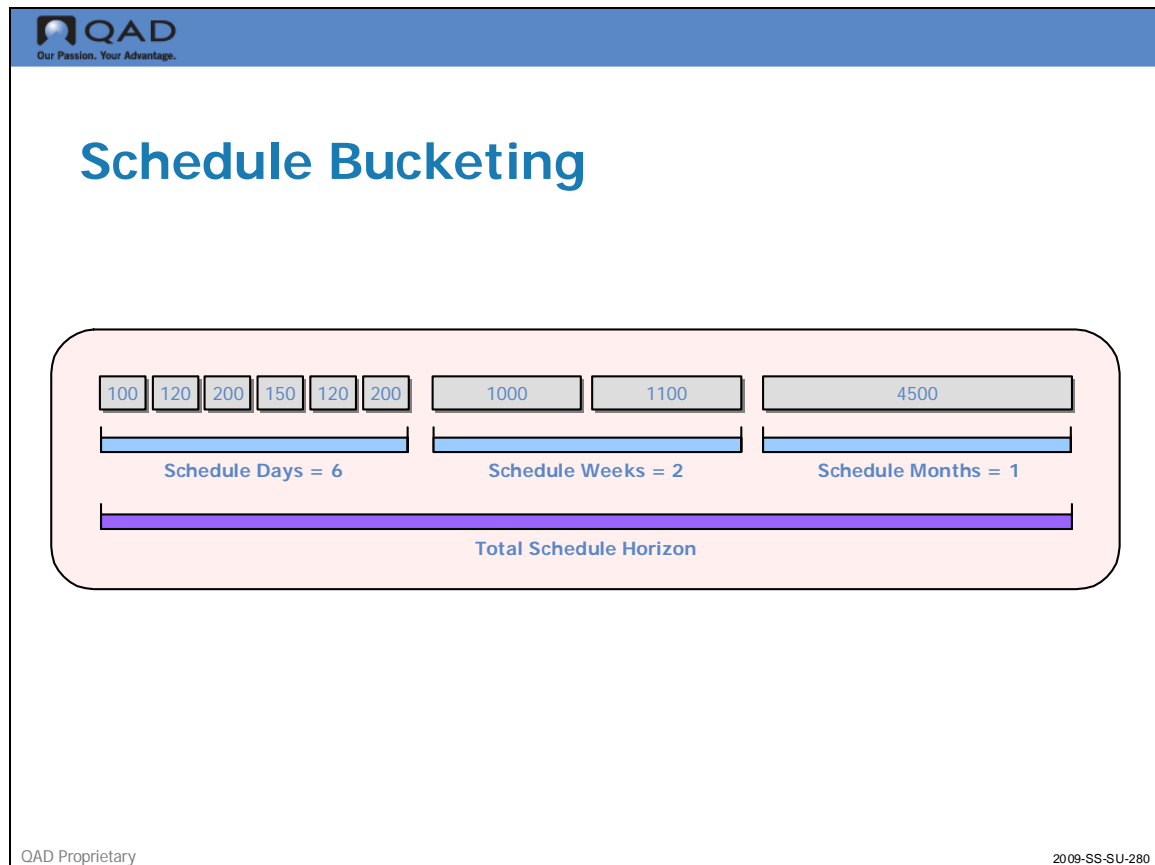 QAD
Our Passion. Your Advantage.
Schedule Bucketing
100 120 200 150 120 200 1000 1100 4500
Schedule Days = 6 Schedule Weeks = 2 Schedule Months = 1
Total Schedule Horizon
QAD Proprietary 2009-SS-SU-280